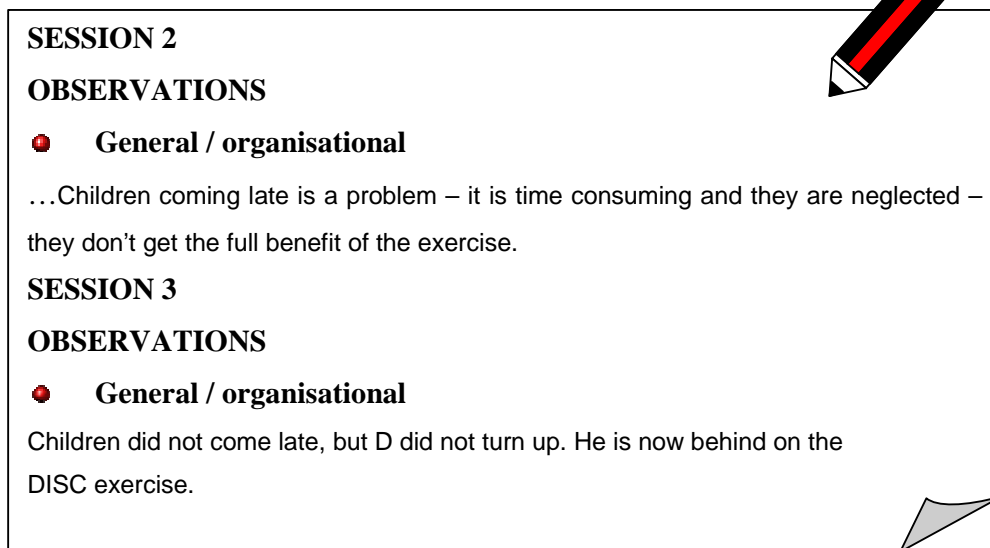 SESSION 2
OBSERVATIONS
General / organisational
…Children coming late is a problem – it is time consuming and they are neglected –
they don't get the full benefit of the exercise.
SESSION 3
OBSERVATIONS
General / organisational
Children did not come late, but D did not turn up. He is now behind on the
DISC exercise.